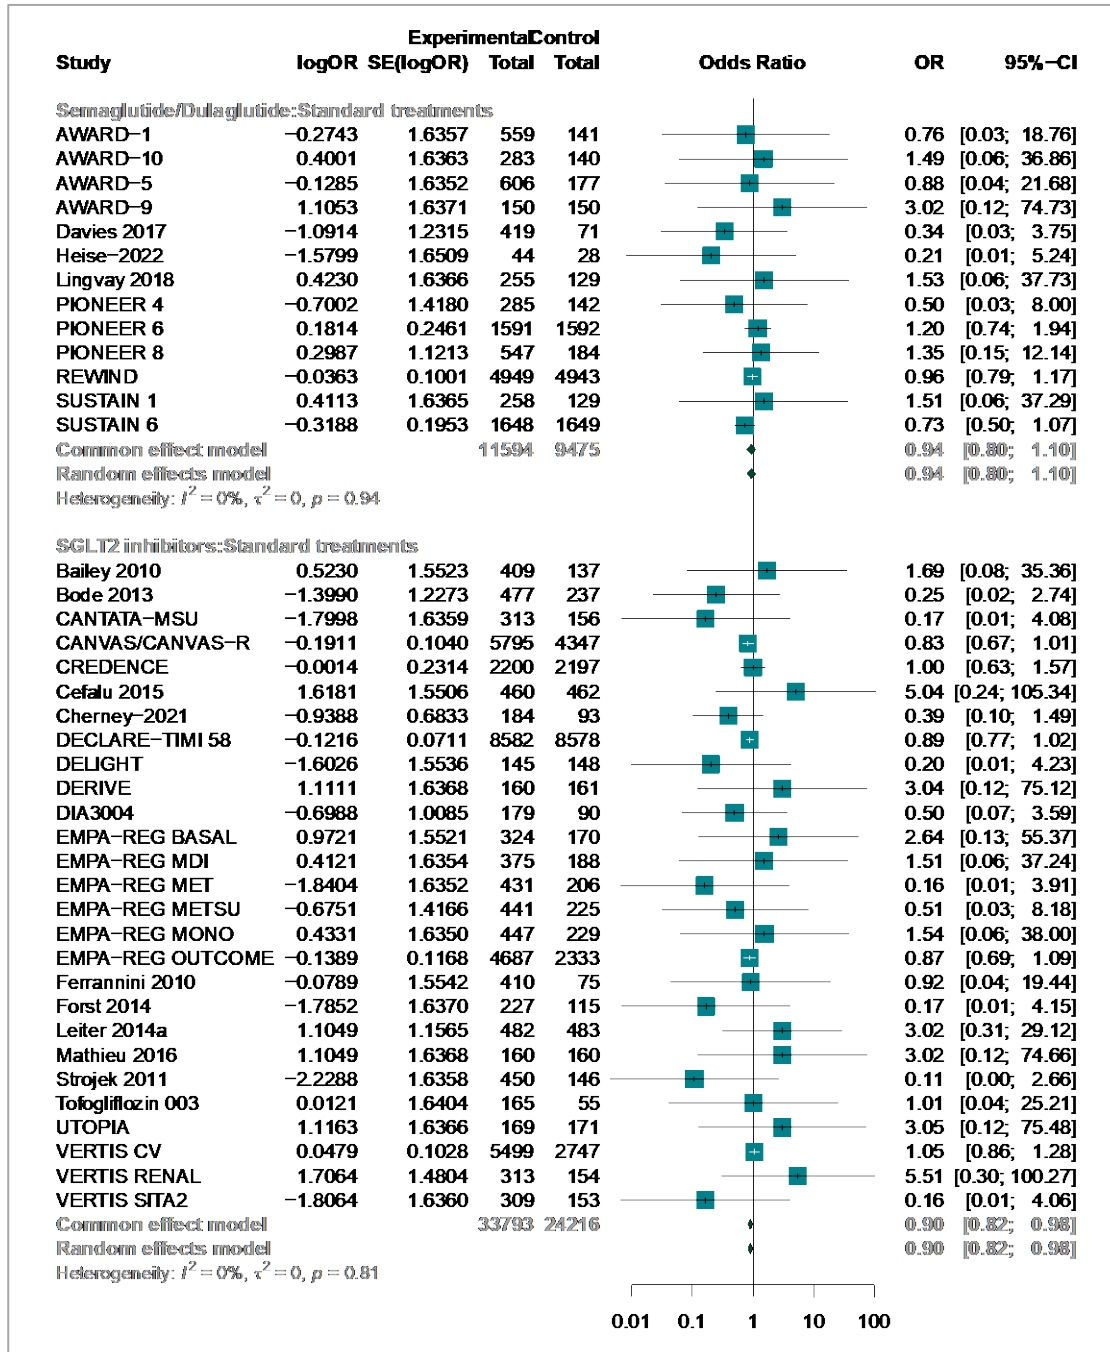 ExperimentalControl
Study logOR SE(logOR) Total Total Odds Ratio OR 95%−CI
Semaglutide/Dulaglutide:Standard treatments
AWARD−1 −0.2743 1.6357 559 141 0.76 [0.03; 18.76]
AWARD−10 0.4001 1.6363 283 140 1.49 [0.06; 36.86]
AWARD−5 −0.1285 1.6352 606 177 0.88 [0.04; 21.68]
AWARD−9 1.1053 1.6371 150 150 3.02 [0.12; 74.73]
Davies 2017 −1.0914 1.2315 419 71 0.34 [0.03; 3.75]
Heise−2022 −1.5799 1.6509 44 28 0.21 [0.01; 5.24]
Lingvay 2018 0.4230 1.6366 255 129 1.53 [0.06; 37.73]
PIONEER 4 −0.7002 1.4180 285 142 0.50 [0.03; 8.00]
PIONEER 6 0.1814 0.2461 1591 1592 1.20 [0.74; 1.94]
PIONEER 8 0.2987 1.1213 547 184 1.35 [0.15; 12.14]
REWIND −0.0363 0.1001 4949 4943 0.96 [0.79; 1.17]
SUSTAIN 1 0.4113 1.6365 258 129 1.51 [0.06; 37.29]
SUSTAIN 6 −0.3188 0.1953 1648 1649 0.73 [0.50; 1.07]
Common effect model 11594 9475 0.94 [0.80; 1.10]
Random effects model 0.94 [0.80; 1.10]
Heterogeneity: I² = 0%, τ² = 0, p = 0.94
SGLT2 inhibitors:Standard treatments
Bailey 2010 0.5230 1.5523 409 137 1.69 [0.08; 35.36]
Bode 2013 −1.3990 1.2273 477 237 0.25 [0.02; 2.74]
CANTATA−MSU −1.7998 1.6359 313 156 0.17 [0.01; 4.08]
CANVAS/CANVAS−R −0.1911 0.1040 5795 4347 0.83 [0.67; 1.01]
CREDENCE −0.0014 0.2314 2200 2197 1.00 [0.63; 1.57]
Cefalu 2015 1.6181 1.5506 460 462 5.04 [0.24; 105.34]
Cherney−2021 −0.9388 0.6833 184 93 0.39 [0.10; 1.49]
DECLARE−TIMI 58 −0.1216 0.0711 8582 8578 0.89 [0.77; 1.02]
DELIGHT −1.6026 1.5536 145 148 0.20 [0.01; 4.23]
DERIVE 1.1111 1.6368 160 161 3.04 [0.12; 75.12]
DIA3004 −0.6988 1.0085 179 90 0.50 [0.07; 3.59]
EMPA−REG BASAL 0.9721 1.5521 324 170 2.64 [0.13; 55.37]
EMPA−REG MDI 0.4121 1.6354 375 188 1.51 [0.06; 37.24]
EMPA−REG MET −1.8404 1.6352 431 206 0.16 [0.01; 3.91]
EMPA−REG METSU −0.6751 1.4166 441 225 0.51 [0.03; 8.18]
EMPA−REG MONO 0.4331 1.6350 447 229 1.54 [0.06; 38.00]
EMPA−REG OUTCOME −0.1389 0.1168 4687 2333 0.87 [0.69; 1.09]
Ferrannini 2010 −0.0789 1.5542 410 75 0.92 [0.04; 19.44]
Forst 2014 −1.7852 1.6370 227 115 0.17 [0.01; 4.15]
Leiter 2014a 1.1049 1.1565 482 483 3.02 [0.31; 29.12]
Mathieu 2016 1.1049 1.6368 160 160 3.02 [0.12; 74.66]
Strojek 2011 −2.2288 1.6358 450 146 0.11 [0.00; 2.66]
Tofogliflozin 003 0.0121 1.6404 165 55 1.01 [0.04; 25.21]
UTOPIA 1.1163 1.6366 169 171 3.05 [0.12; 75.48]
VERTIS CV 0.0479 0.1028 5499 2747 1.05 [0.86; 1.28]
VERTIS RENAL 1.7064 1.4804 313 154 5.51 [0.30; 100.27]
VERTIS SITA2 −1.8064 1.6360 309 153 0.16 [0.01; 4.06]
Common effect model 33793 24216 0.90 [0.82; 0.98]
Random effects model 0.90 [0.82; 0.98]
Heterogeneity: I² = 0%, τ² = 0, p = 0.81
0.01 0.1 1 10 100